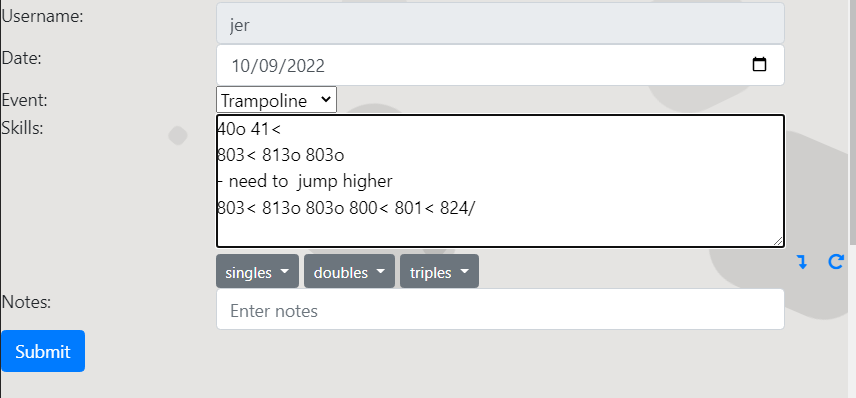 Username:
jer
Date:
10/09/2022
Event:
Trampoline
Skills:
40o 41<
803< 813o 803o
- need to  jump higher
803< 813o 803o 800< 801< 824/
singles
doubles
triples
Notes:
Enter notes
Submit